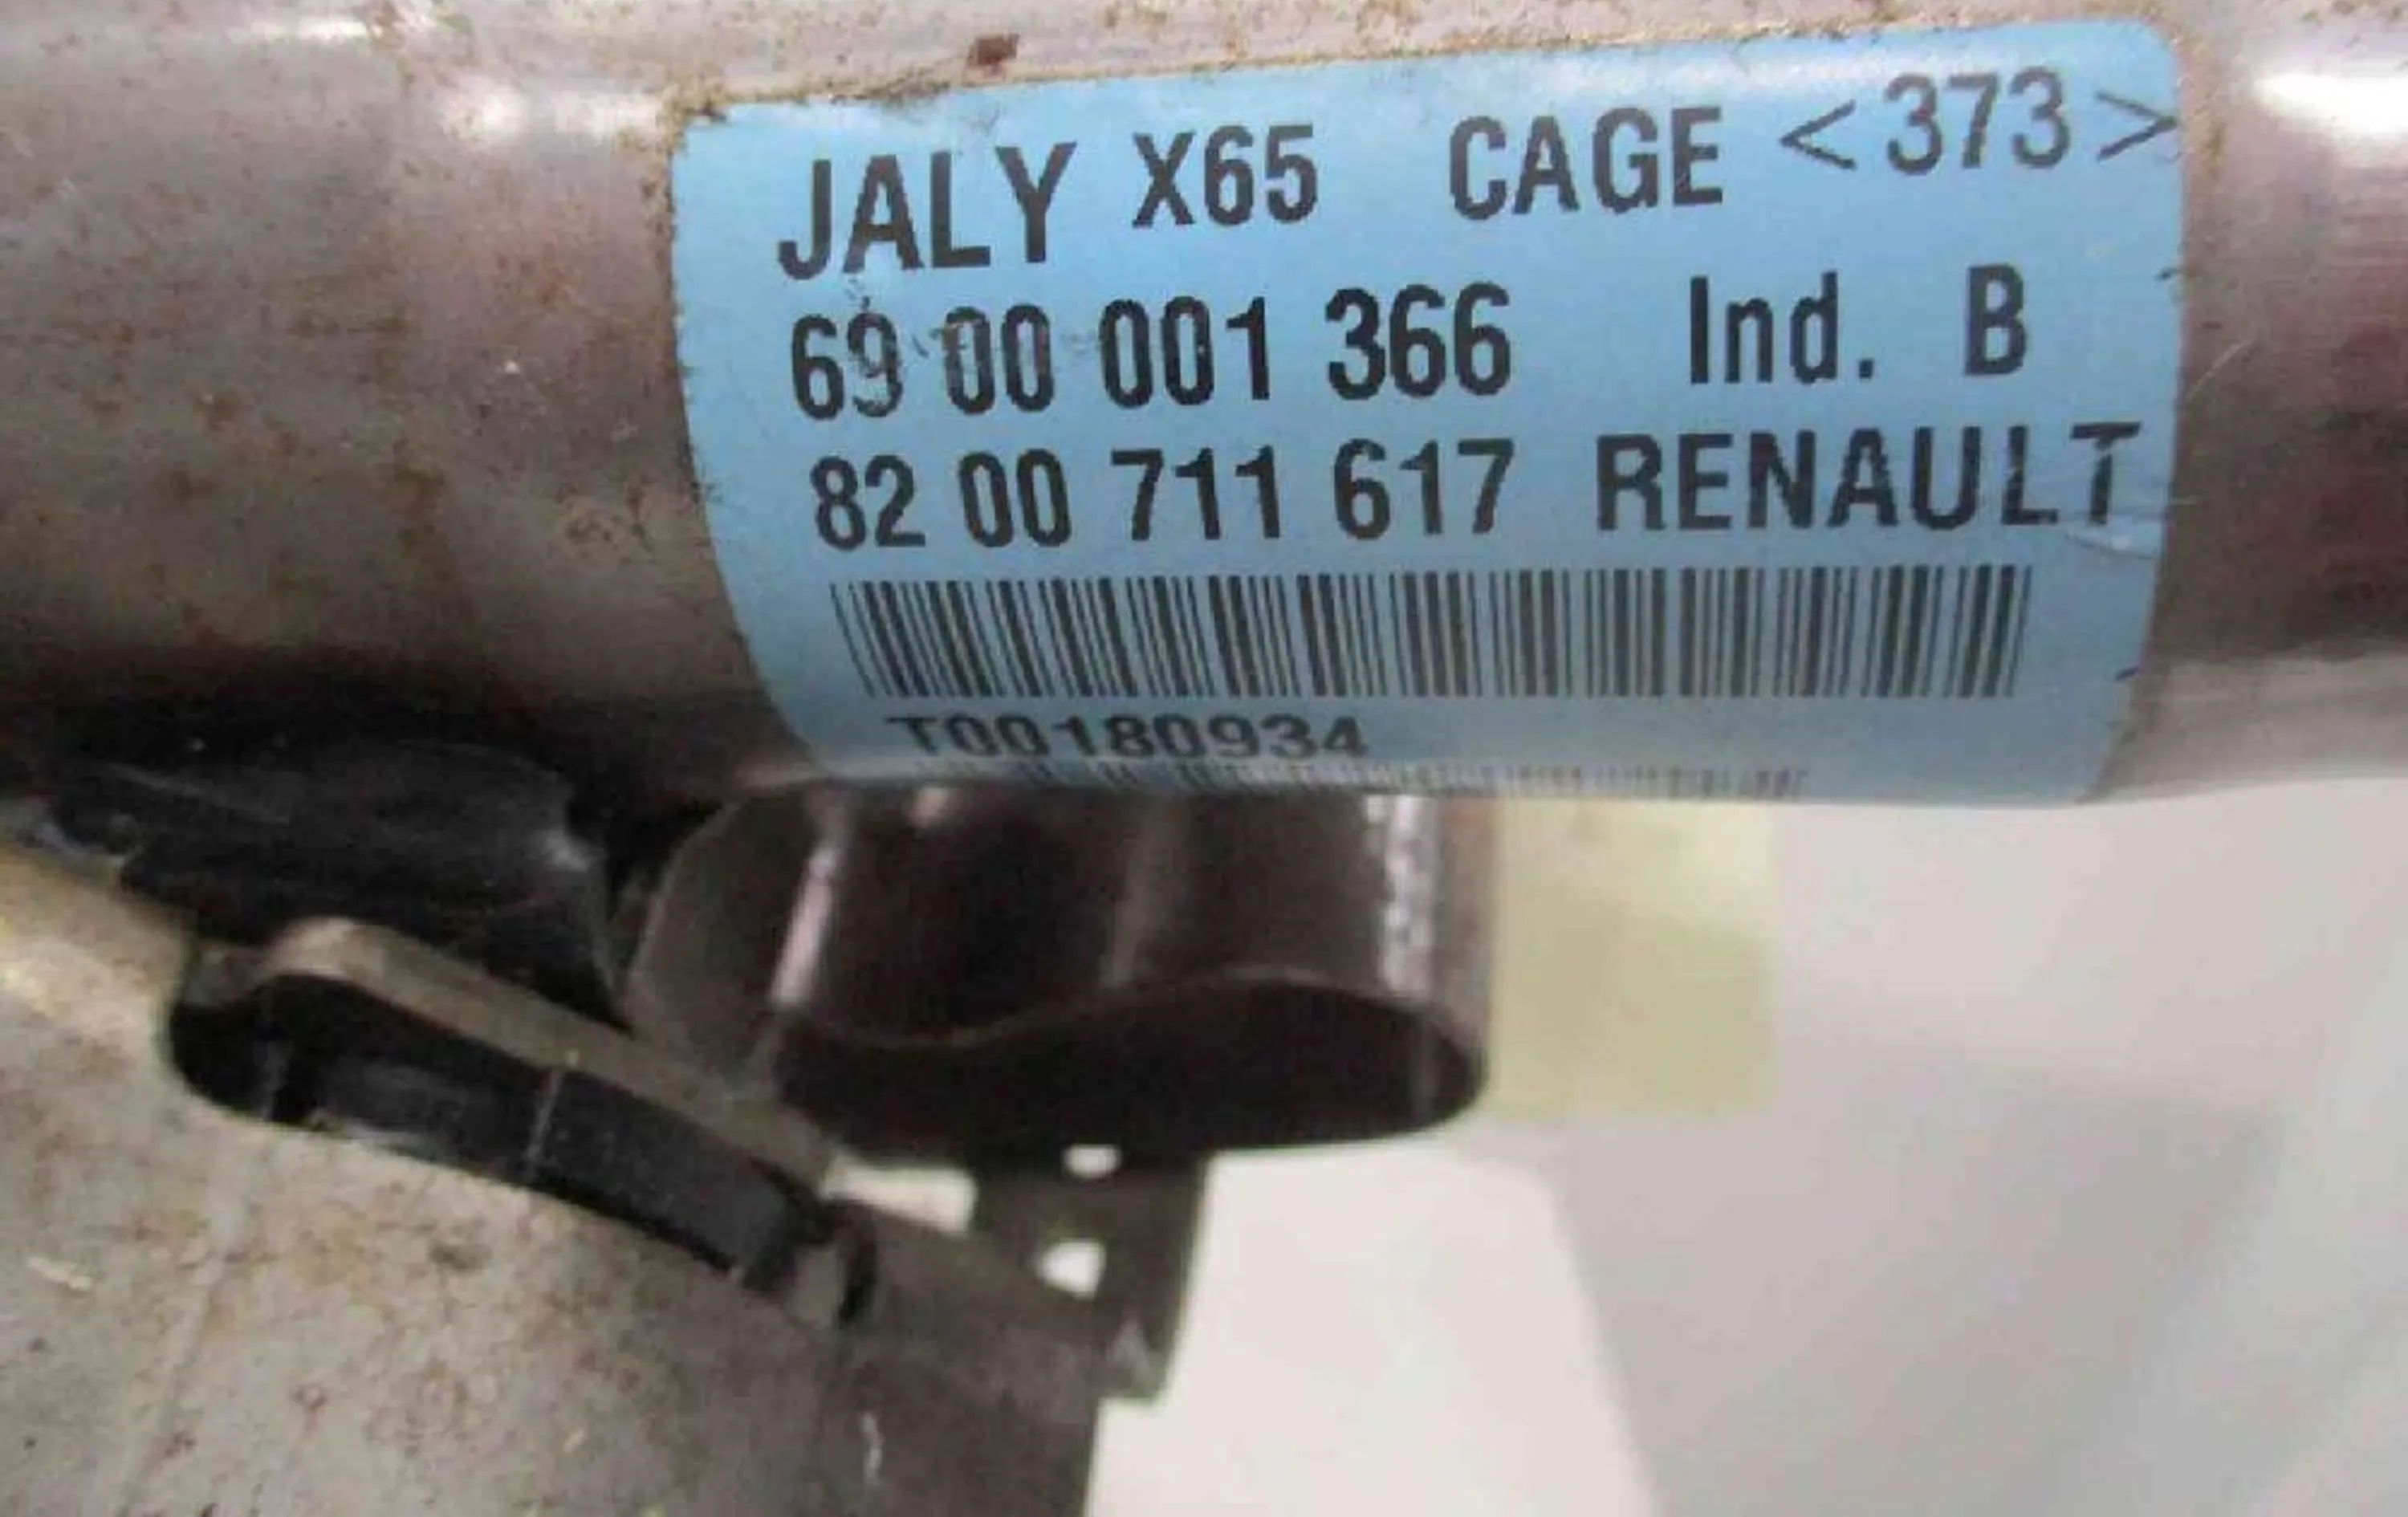 JALY X65 CAGE <373>
69 00 001 366 Ind. B
82 00 711 617 RENAULT
T00180934